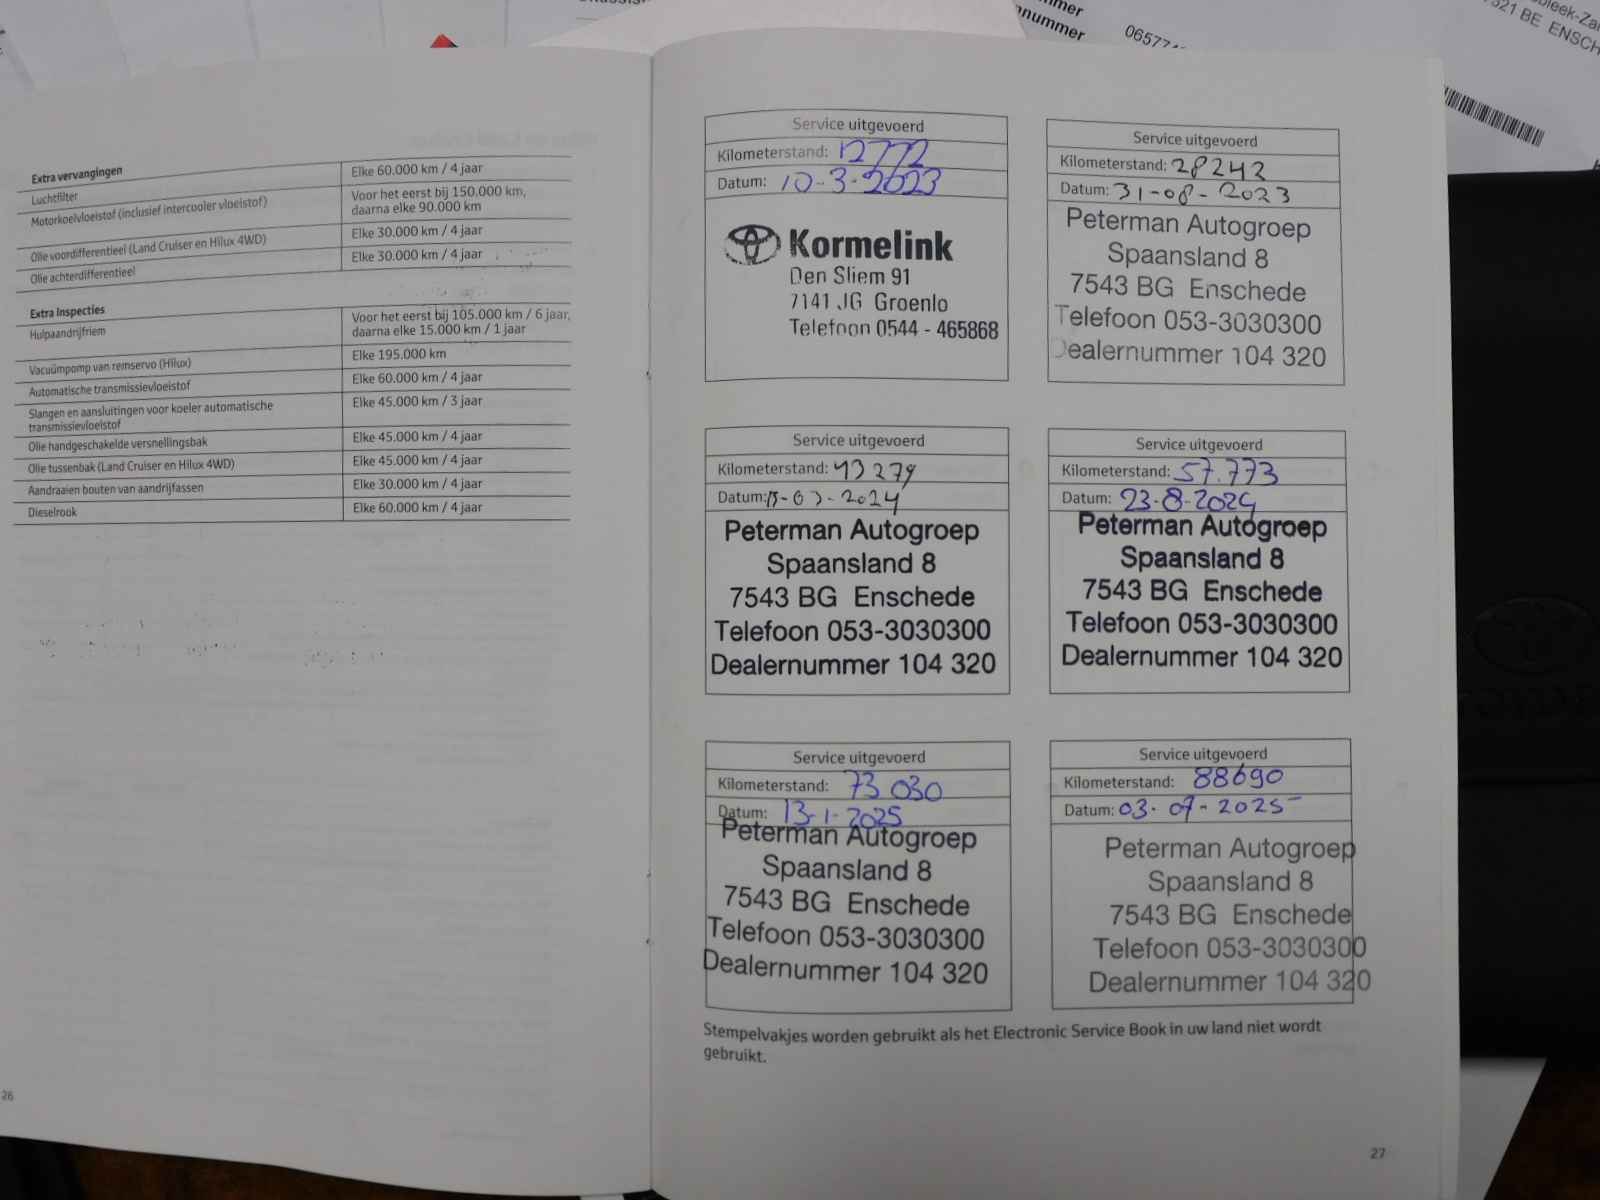 ummer
065774
321 BE ENSCH
Extra vervangingen
Elke 60.000 km / 4 jaar
Luchtfilter
Voor het eerst bij 150.000 km,
daarna elke 90.000 km
Motorkoelvloeistof (inclusief intercooler vloeistof)
Elke 30.000 km / 4 jaar
Olie voordifferentieel (Land Cruiser en Hilux 4WD)
Elke 30.000 km / 4 jaar
Olie achterdifferentieel
Extra Inspecties
Voor het eerst bij 105.000 km / 6 jaar,
daarna elke 15.000 km / 1 jaar
Hulpaandrijfriem
Elke 195.000 km
Vacuümpomp van remservo (Hilux)
Elke 60.000 km / 4 jaar
Automatische transmissievloeistof
Elke 45.000 km / 3 jaar
Slangen en aansluitingen voor koeler automatische
transmissievloeistof
Elke 45.000 km / 4 jaar
Olie handgeschakelde versnellingsbak
Elke 45.000 km / 4 jaar
Olie tussenbak (Land Cruiser en Hilux 4WD)
Elke 30.000 km / 4 jaar
Aandraaien bouten van aandrijfassen
Elke 60.000 km / 4 jaar
Dieselrook
26
Service uitgevoerd
Kilometerstand: 12772
Datum: 10-3-2023
Kormelink
Den Sliem 91
7141 JG Groenlo
Telefoon 0544 - 465868
Service uitgevoerd
Kilometerstand: 28242
Datum: 31-08-2023
Peterman Autogroep
Spaansland 8
7543 BG Enschede
Telefoon 053-3030300
Dealernummer 104 320
Service uitgevoerd
Kilometerstand: 43279
Datum:
Peterman Autogroep
Spaansland 8
7543 BG Enschede
Telefoon 053-3030300
Dealernummer 104 320
Service uitgevoerd
Kilometerstand: 57.773
Datum: 23-8-2024
Peterman Autogroep
Spaansland 8
7543 BG Enschede
Telefoon 053-3030300
Dealernummer 104 320
Service uitgevoerd
Kilometerstand: 73 030
Datum: 13-1-2025
Peterman Autogroep
Spaansland 8
7543 BG Enschede
Telefoon 053-3030300
Dealernummer 104 320
Service uitgevoerd
Kilometerstand: 88690
Datum: 03-07-2025
Peterman Autogroep
Spaansland 8
7543 BG Enschede
Telefoon 053-3030300
Dealernummer 104 320
Stempelvakjes worden gebruikt als het Electronic Service Book in uw land niet wordt
gebruikt.
27